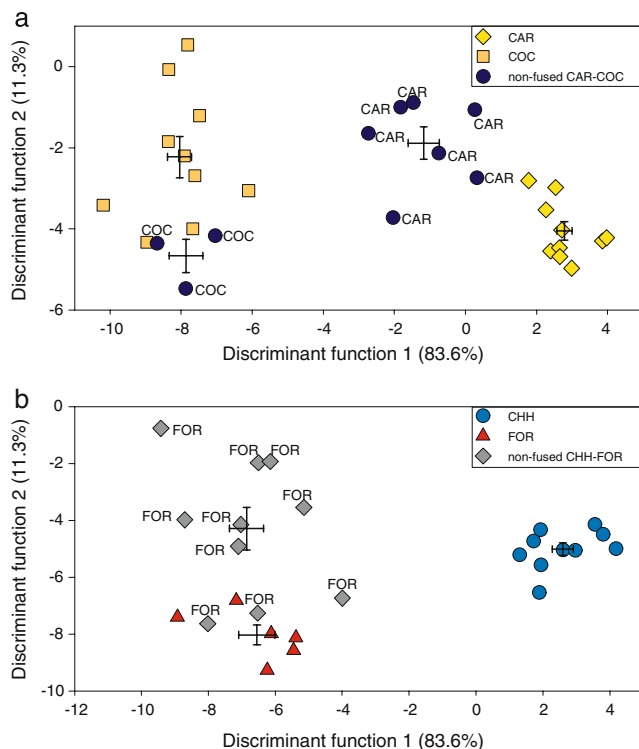 a
CAR
COC
non-fused CAR-COC
0
-2
-4
-6
Discriminant function 2 (11.3%)
CAR
CAR
CAR
CAR
CAR
CAR
CAR
COC
COC
COC
-10
-8
-6
-4
-2
0
2
4
Discriminant function 1 (83.6%)
b
CHH
FOR
non-fused CHH-FOR
0
-2
-4
-6
-8
-10
Discriminant function 2 (11.3%)
FOR
FOR
FOR
FOR
FOR
FOR
FOR
FOR
FOR
FOR
-12
-10
-8
-6
-4
-2
0
2
4
Discriminant function 1 (83.6%)